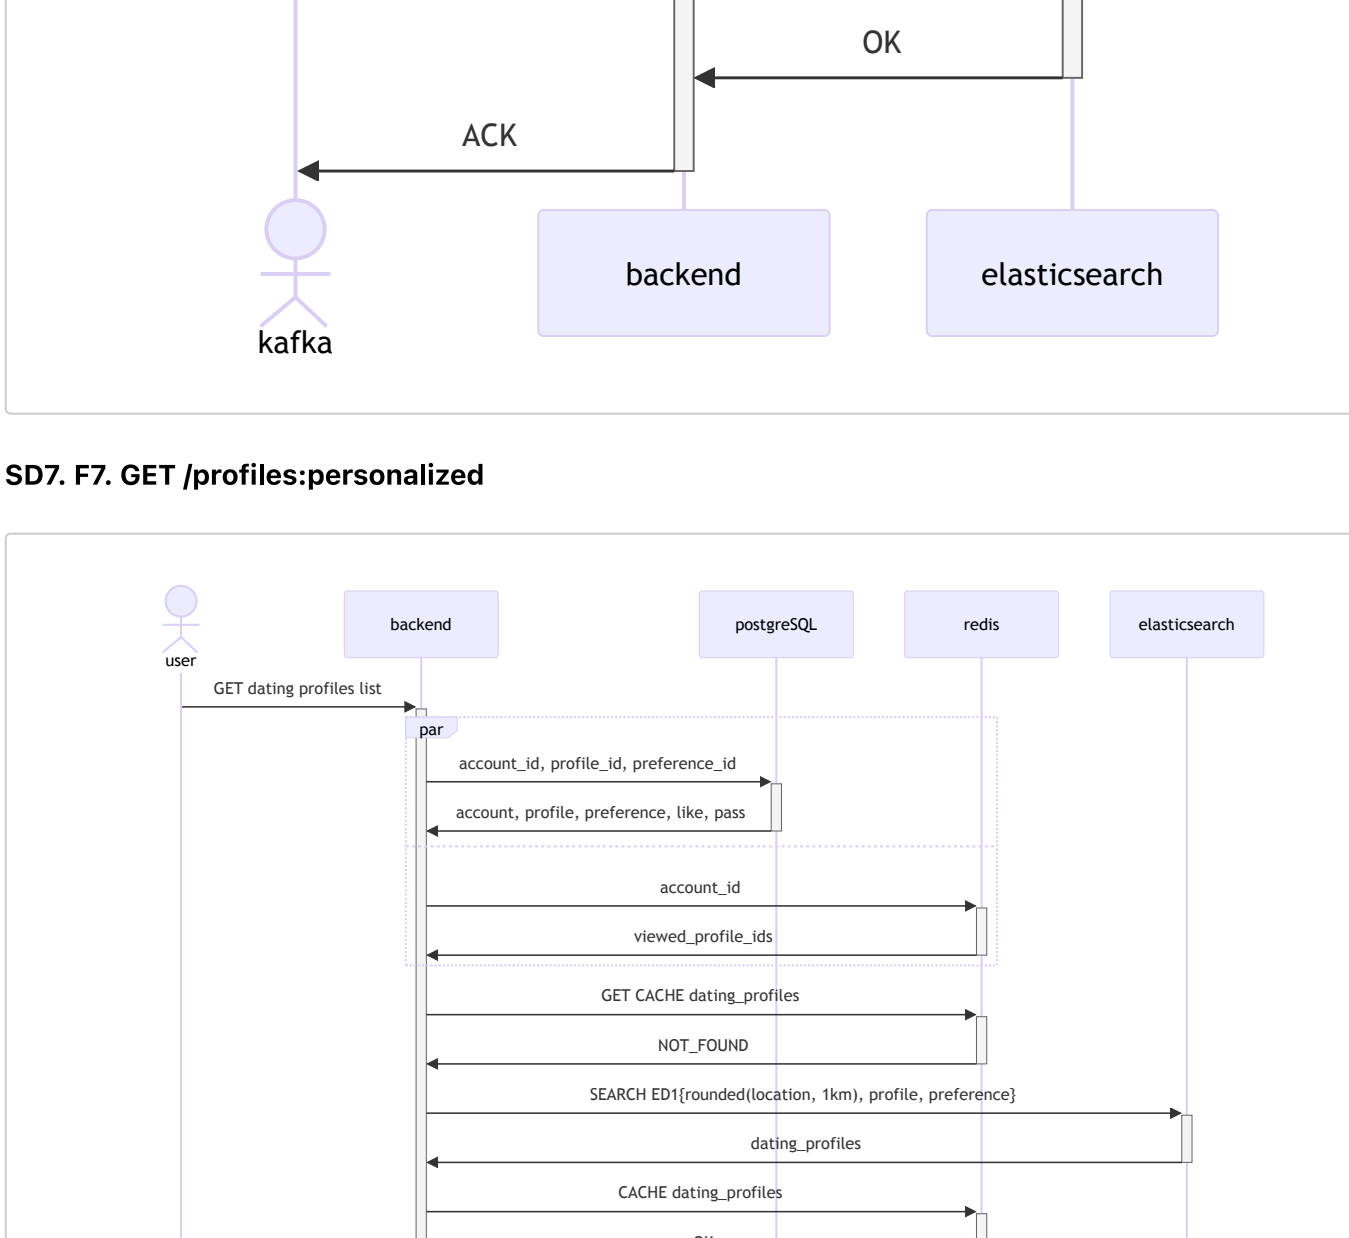 OK
ACK
kafka
backend
elasticsearch
SD7. F7. GET /profiles:personalized
user
backend
postgreSQL
redis
elasticsearch
GET dating profiles list
par
account_id, profile_id, preference_id
account, profile, preference, like, pass
account_id
viewed_profile_ids
GET CACHE dating_profiles
NOT_FOUND
SEARCH ED1{rounded(location, 1km), profile, preference}
dating_profiles
CACHE dating_profiles